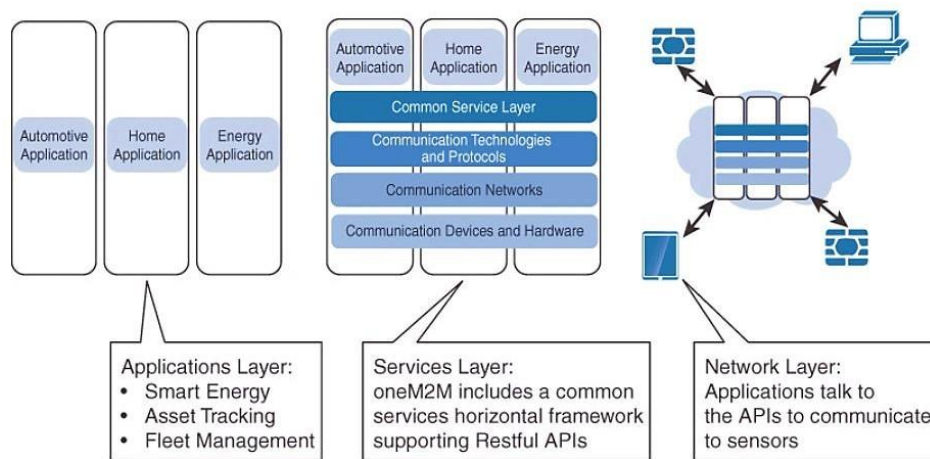 Automotive
Application
Home
Application
Energy
Application
Automotive
Application
Home
Application
Energy
Application
Common Service Layer
Communication Technologies
and Protocols
Communication Networks
Communication Devices and Hardware
Applications Layer:
• Smart Energy
• Asset Tracking
• Fleet Management
Services Layer:
oneM2M includes a common
services horizontal framework
supporting Restful APIs
Network Layer:
Applications talk to
the APIs to communicate
to sensors